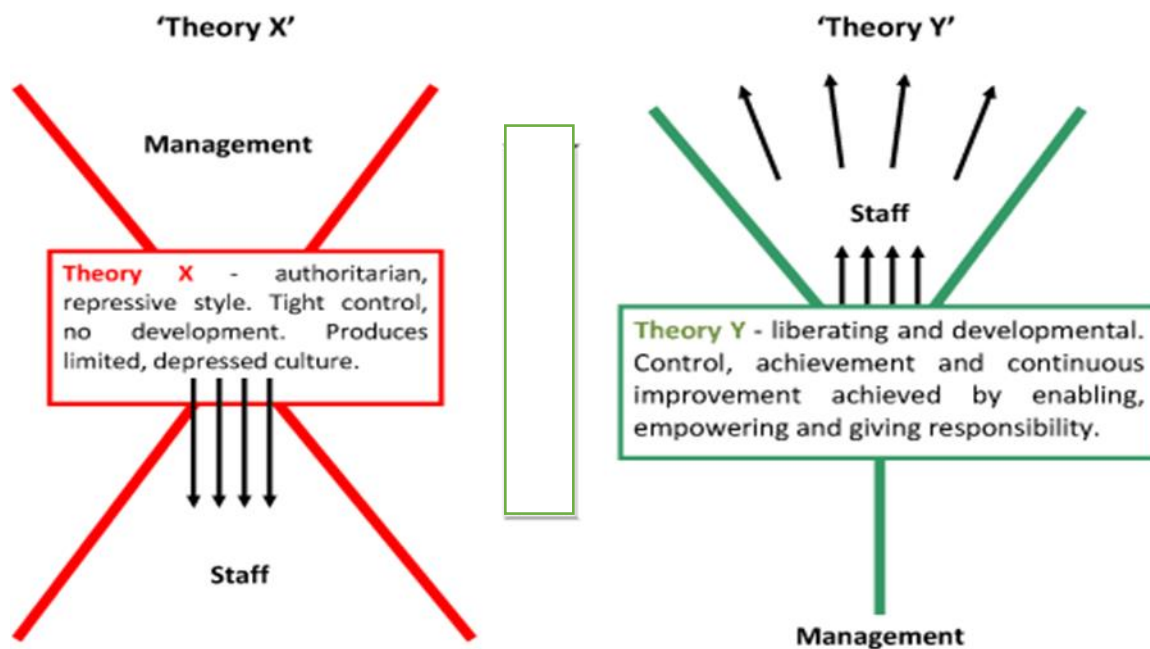 'Theory X'
Management
Theory X - authoritarian,
repressive style. Tight control,
no development. Produces
limited, depressed culture.
Staff
'Theory Y'
Staff
Theory Y - liberating and developmental.
Control, achievement and continuous
improvement achieved by enabling,
empowering and giving responsibility.
Management